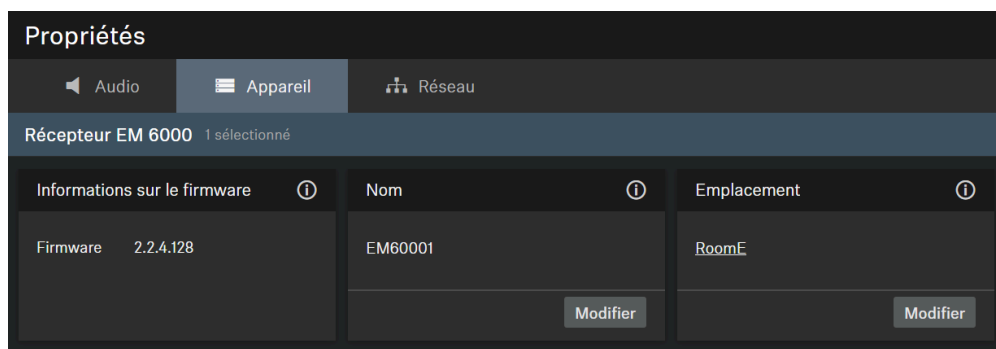 Propriétés
Audio Appareil Réseau
Récepteur EM 6000 1 sélectionné
Informations sur le firmware Nom Emplacement
Firmware 2.2.4.128 EM60001 RoomE
Modifier Modifier